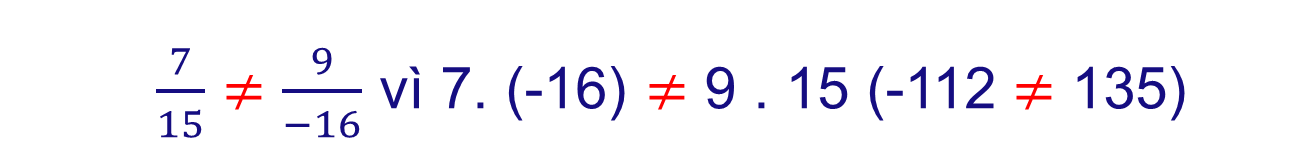 7/15 ≠ 9/−16 vì 7. (-16) ≠ 9 . 15 (-112 ≠ 135)